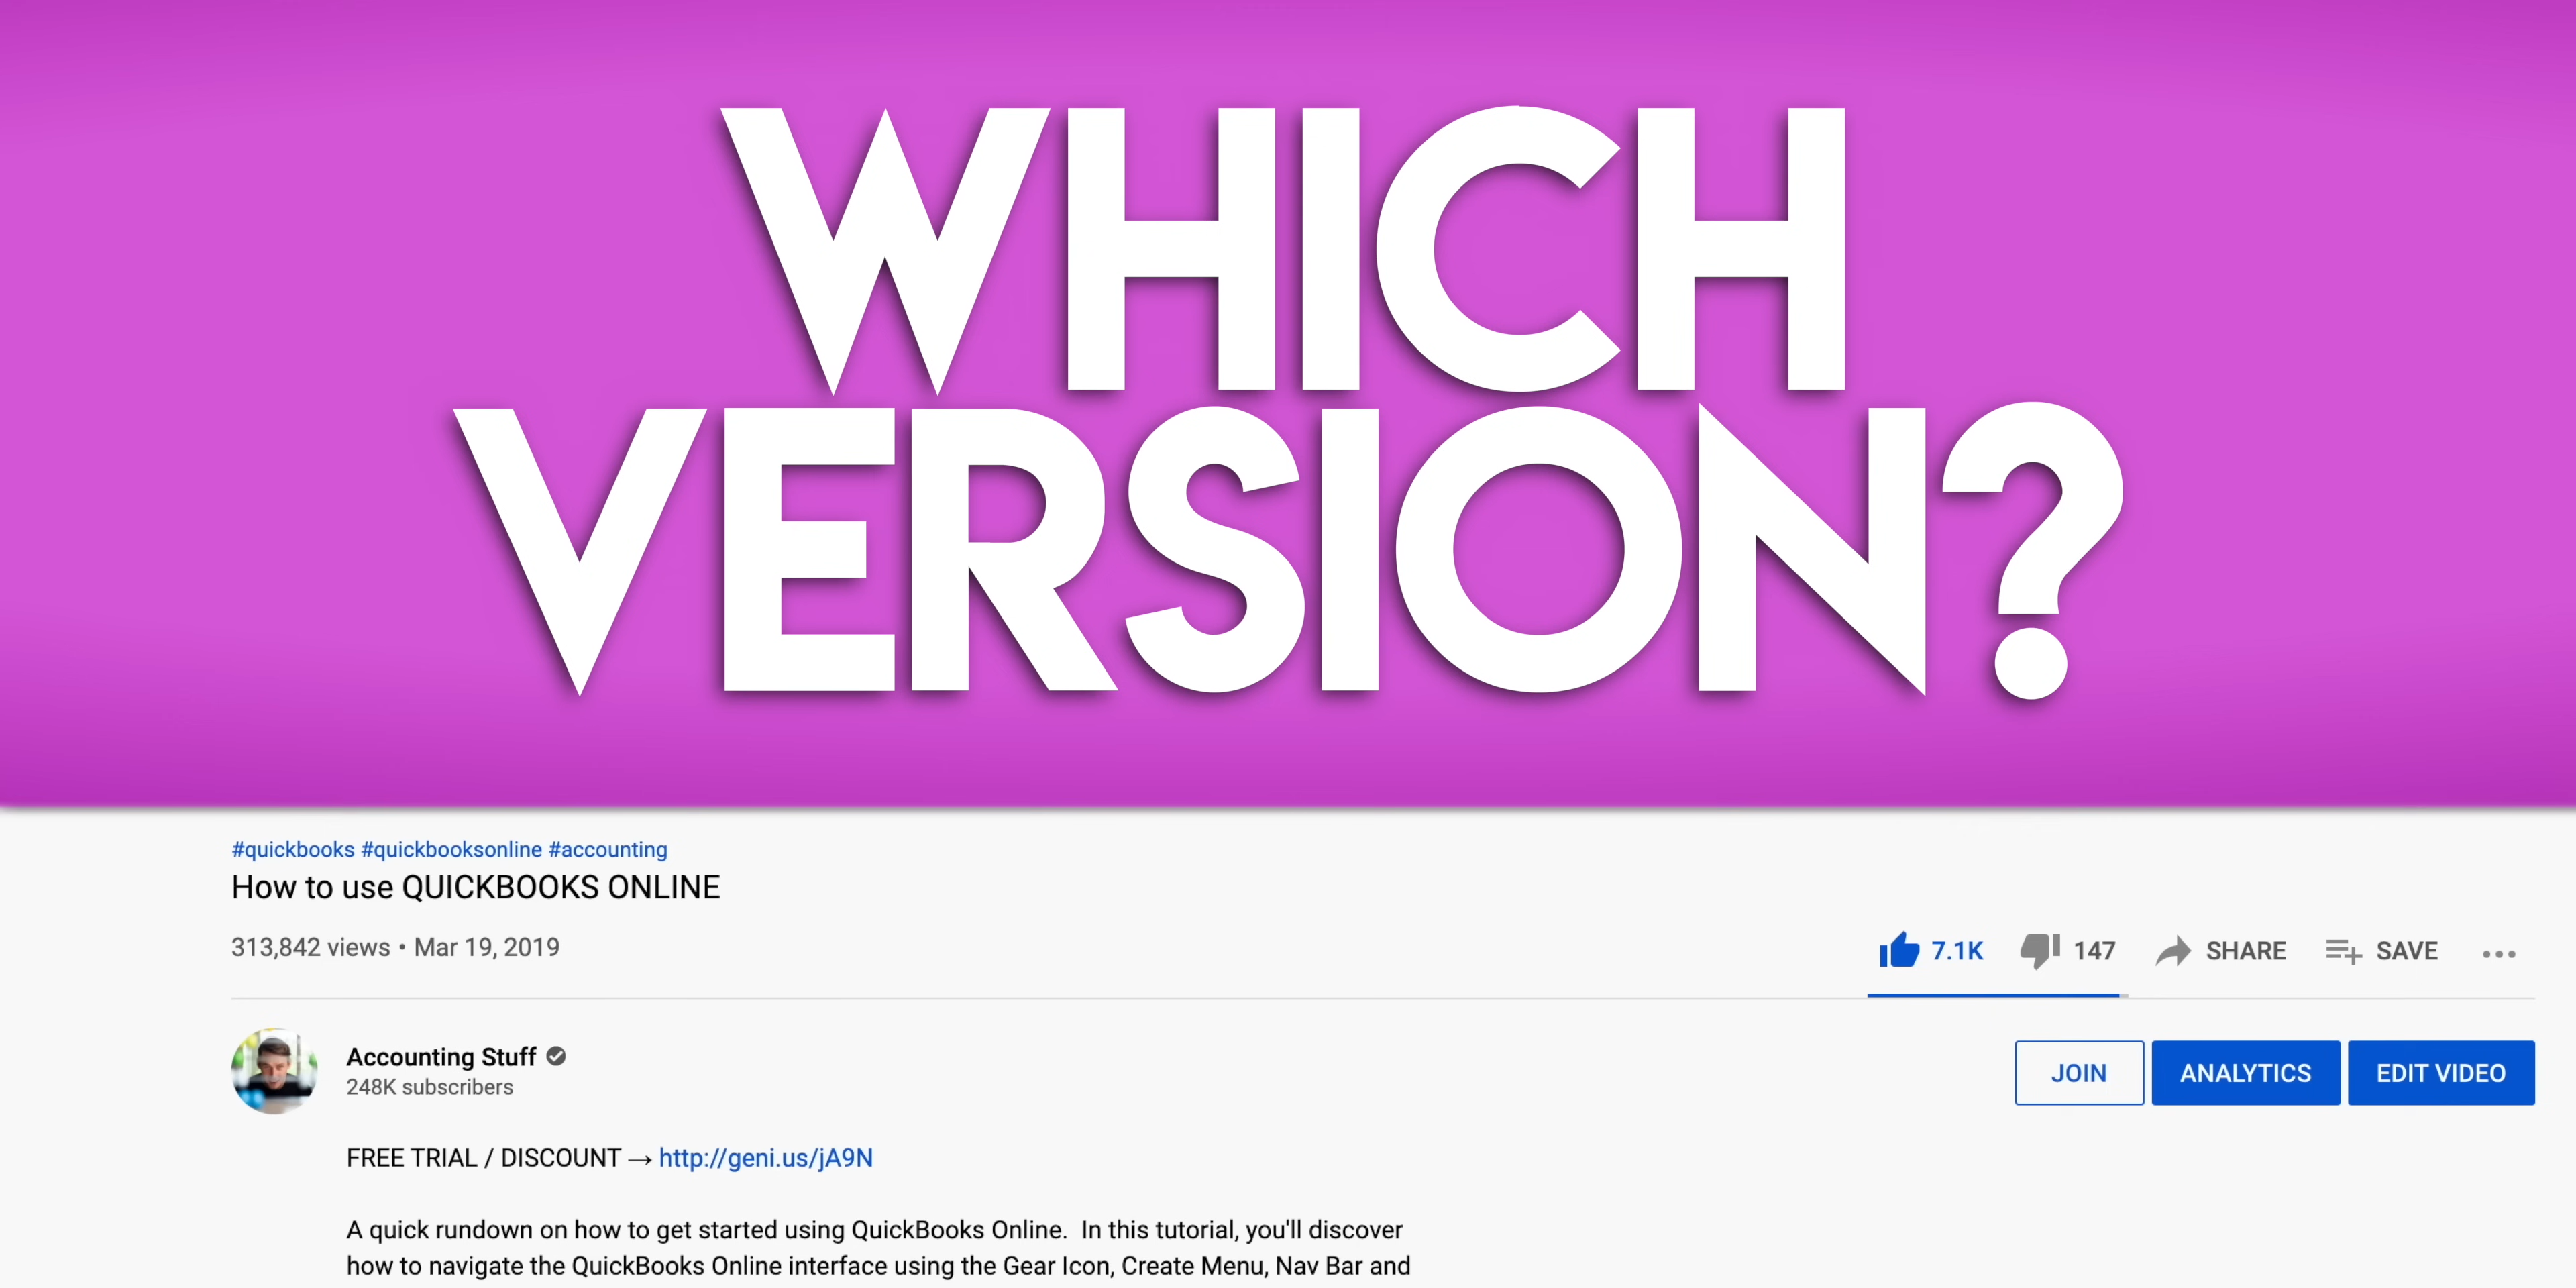 WHICH
VERSION?
#quickbooks #quickbooksonline #accounting
How to use QUICKBOOKS ONLINE
313,842 views • Mar 19, 2019
7.1K 147 SHARE SAVE
Accounting Stuff
248K subscribers
JOIN ANALYTICS EDIT VIDEO
FREE TRIAL / DISCOUNT → http://geni.us/jA9N
A quick rundown on how to get started using QuickBooks Online.  In this tutorial, you'll discover
how to navigate the QuickBooks Online interface using the Gear Icon, Create Menu, Nav Bar and